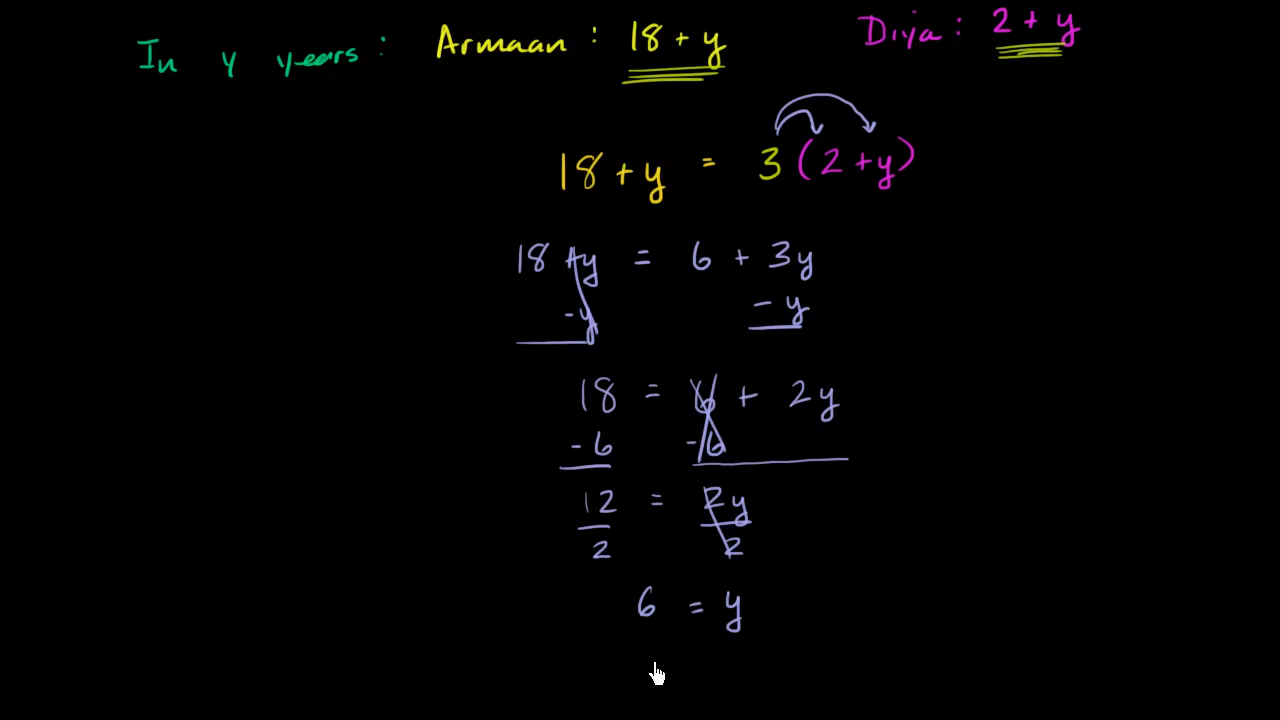 In y years: Armaan: 18 + y Diya: 2 + y
18 + y = 3 (2 + y)
18 + y = 6 + 3y
-y - y
18 = 6 + 2y
-6 -6
12 = 2y
2 2
6 = y